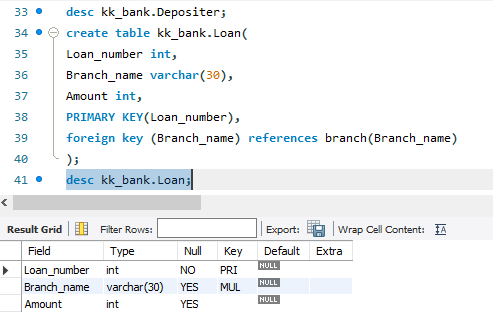 33 desc kk_bank.Depositer;
34 create table kk_bank.Loan(
35 Loan_number int,
36 Branch_name varchar(30),
37 Amount int,
38 PRIMARY KEY(Loan_number),
39 foreign key (Branch_name) references branch(Branch_name)
40 );
41 desc kk_bank.Loan;
Result Grid Filter Rows: Export: Wrap Cell Content: IA
Field Type Null Key Default Extra
Loan_number int NO PRI NULL
Branch_name varchar(30) YES MUL NULL
Amount int YES NULL